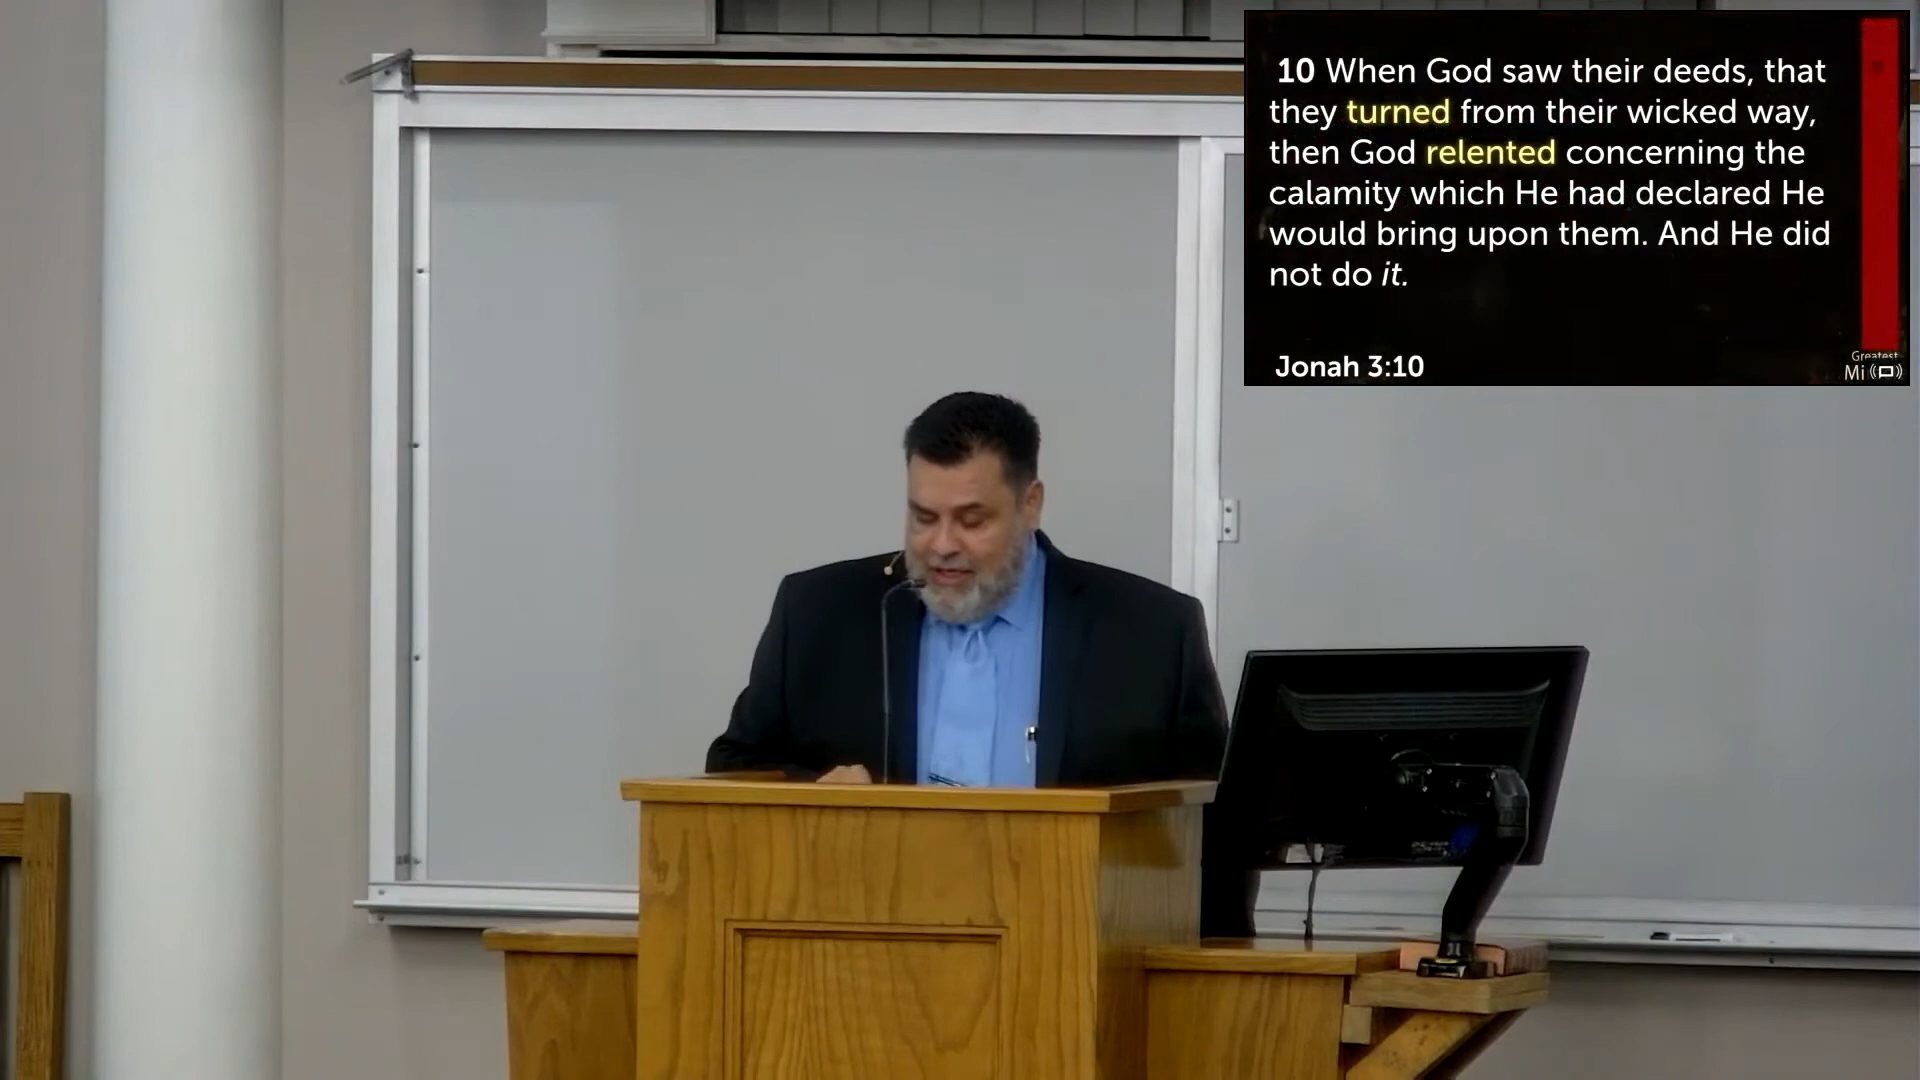 10 When God saw their deeds, that
they turned from their wicked way,
then God relented concerning the
calamity which He had declared He
would bring upon them. And He did
not do it.
Jonah 3:10
Greatest
Mi